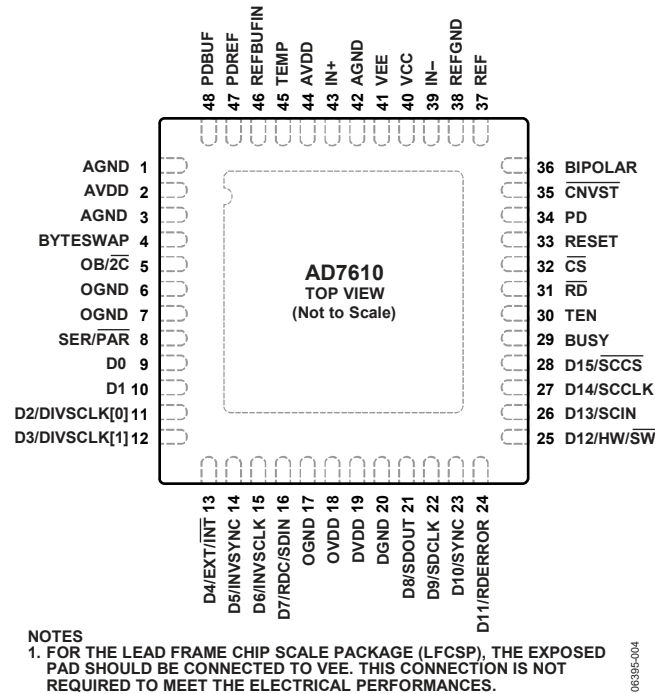 48 PDBUF
47 PDREF
46 REFBUFIN
45 TEMP
44 AVDD
43 IN+
42 AGND
41 VEE
40 VCC
39 IN–
38 REFGND
37 REF
AGND 1
AVDD 2
AGND 3
BYTESWAP 4
OB/2C 5
OGND 6
OGND 7
SER/PAR 8
D0 9
D1 10
D2/DIVSCLK[0] 11
D3/DIVSCLK[1] 12
AD7610
TOP VIEW
(Not to Scale)
36 BIPOLAR
35 CNVST
34 PD
33 RESET
32 CS
31 RD
30 TEN
29 BUSY
28 D15/SCCS
27 D14/SCCLK
26 D13/SCIN
25 D12/HW/SW
D4/EXT/INT 13
D5/INVSYNC 14
D6/INVSCLK 15
D7/RDC/SDIN 16
OGND 17
OVDD 18
DVDD 19
DGND 20
D8/SDOUT 21
D9/SDCLK 22
D10/SYNC 23
D11/RDERROR 24
NOTES
1. FOR THE LEAD FRAME CHIP SCALE PACKAGE (LFCSP), THE EXPOSED
PAD SHOULD BE CONNECTED TO VEE. THIS CONNECTION IS NOT
REQUIRED TO MEET THE ELECTRICAL PERFORMANCES.
06395-004